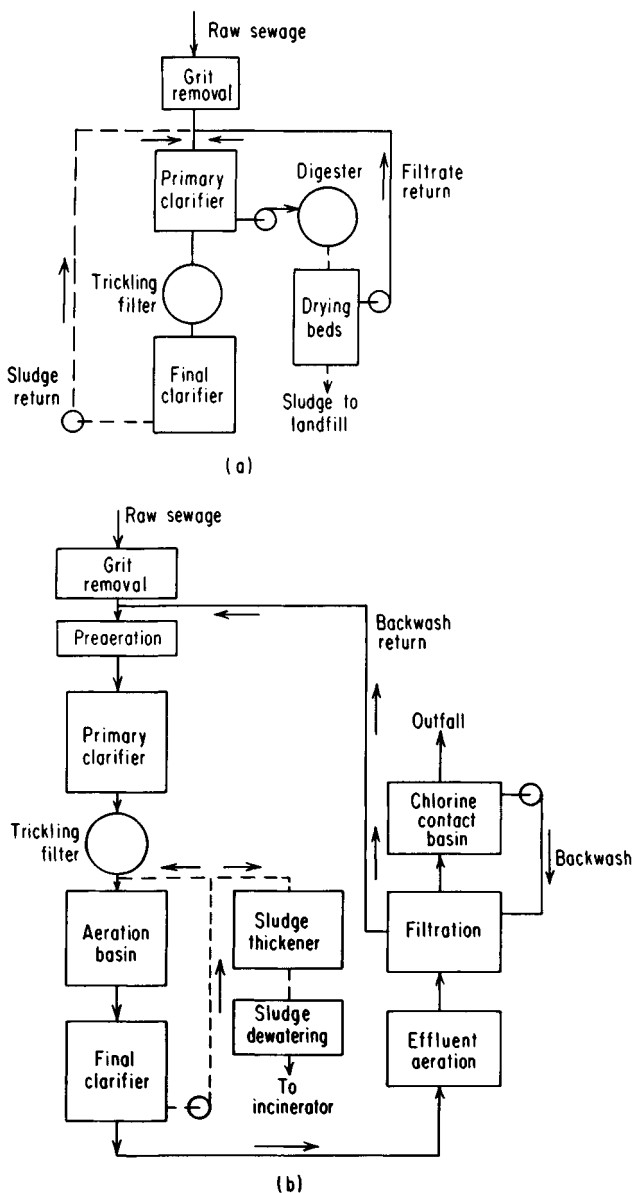 Raw sewage
Grit
removal
Primary
clarifier
Digester
Filtrate
return
Trickling
filter
Drying
beds
Sludge
return
Final
clarifier
Sludge to
landfill
(a)
Raw sewage
Grit
removal
Preaeration
Backwash
return
Primary
clarifier
Outfall
Chlorine
contact
basin
Trickling
filter
Backwash
Aeration
basin
Sludge
thickener
Filtration
Sludge
dewatering
Effluent
aeration
Final
clarifier
To
incinerator
(b)